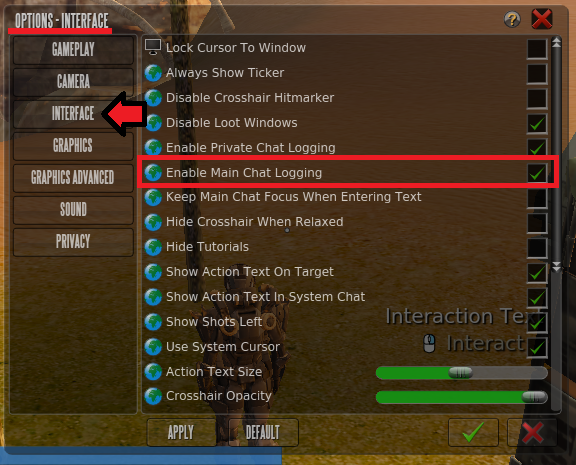 OPTIONS - INTERFACE
?
GAMEPLAY
CAMERA
INTERFACE
GRAPHICS
GRAPHICS ADVANCED
SOUND
PRIVACY
Lock Cursor To Window
Always Show Ticker
Disable Crosshair Hitmarker
Disable Loot Windows
Enable Private Chat Logging
Enable Main Chat Logging
Keep Main Chat Focus When Entering Text
Hide Crosshair When Relaxed
Hide Tutorials
Show Action Text On Target
Show Action Text In System Chat
Show Shots Left
Use System Cursor
Action Text Size
Crosshair Opacity
Interaction Text
Interact
APPLY
DEFAULT